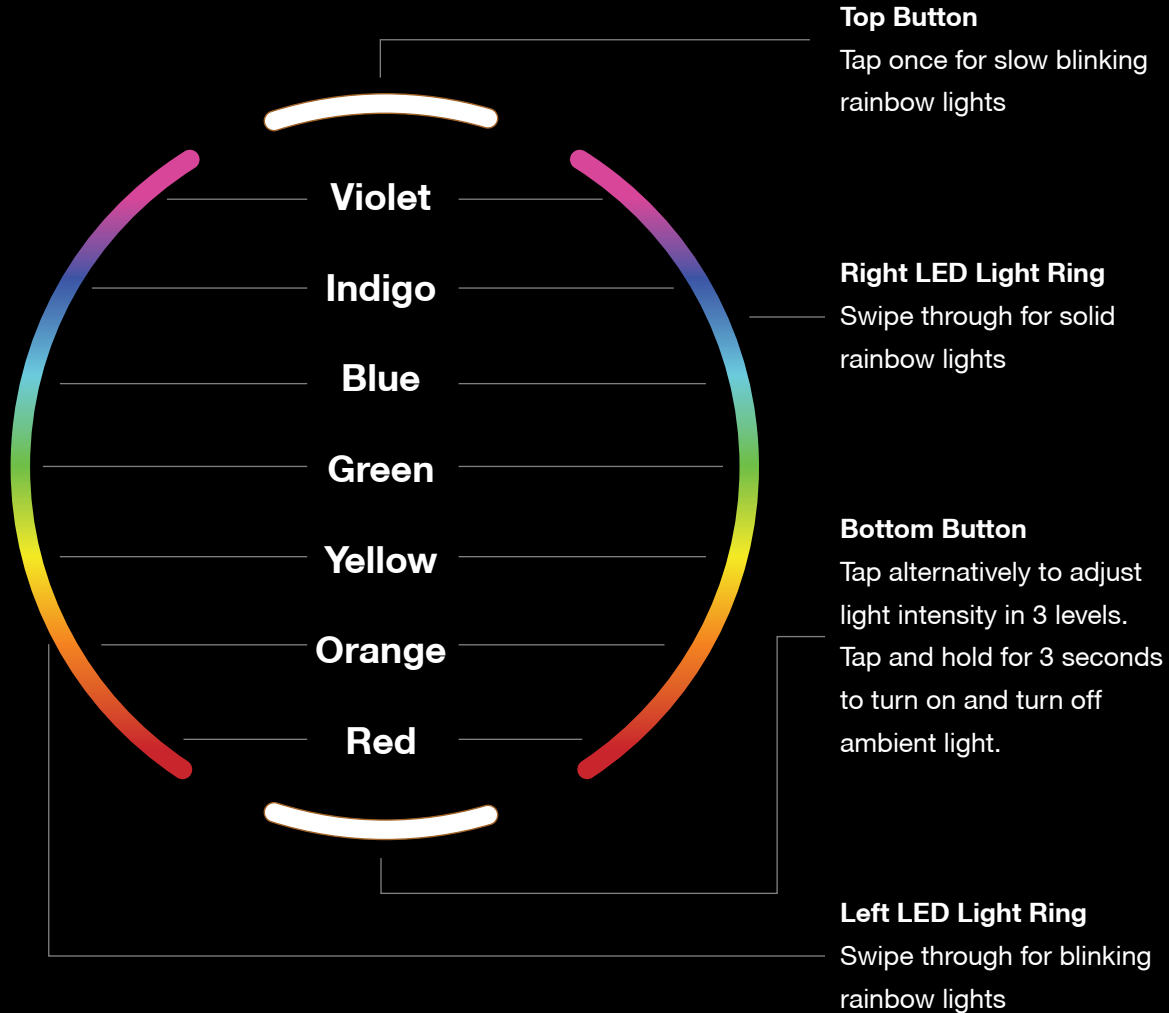 Top Button
Tap once for slow blinking
rainbow lights
Violet
Indigo
Blue
Green
Yellow
Orange
Red
Right LED Light Ring
Swipe through for solid
rainbow lights
Bottom Button
Tap alternatively to adjust
light intensity in 3 levels.
Tap and hold for 3 seconds
to turn on and turn off
ambient light.
Left LED Light Ring
Swipe through for blinking
rainbow lights